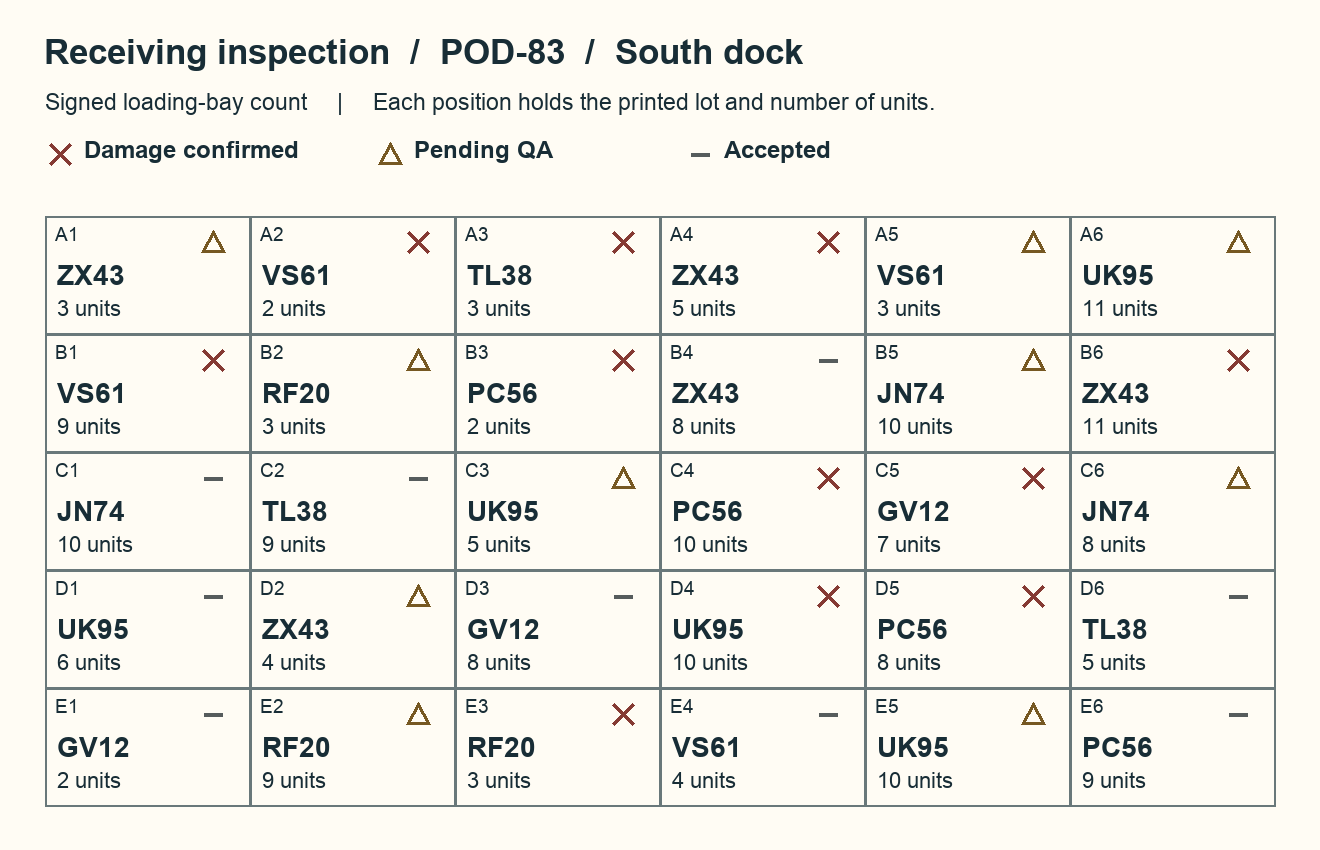 Receiving inspection / POD-83 / South dock
Signed loading-bay count | Each position holds the printed lot and number of units.
Damage confirmed Pending QA Accepted
A1 A2 A3 A4 A5 A6
ZX43 VS61 TL38 ZX43 VS61 UK95
3 units 2 units 3 units 5 units 3 units 11 units
B1 B2 B3 B4 B5 B6
VS61 RF20 PC56 ZX43 JN74 ZX43
9 units 3 units 2 units 8 units 10 units 11 units
C1 C2 C3 C4 C5 C6
JN74 TL38 UK95 PC56 GV12 JN74
10 units 9 units 5 units 10 units 7 units 8 units
D1 D2 D3 D4 D5 D6
UK95 ZX43 GV12 UK95 PC56 TL38
6 units 4 units 8 units 10 units 8 units 5 units
E1 E2 E3 E4 E5 E6
GV12 RF20 RF20 VS61 UK95 PC56
2 units 9 units 3 units 4 units 10 units 9 units